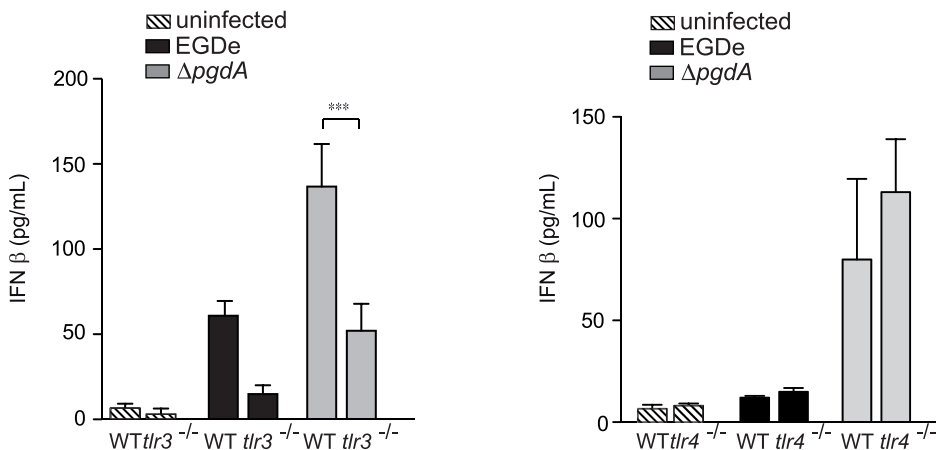 uninfected
EGDe
ΔpgdA
200
150
100
50
0
IFN β (pg/mL)
***
WT tlr3 -/- WT tlr3 -/- WT tlr3 -/-
uninfected
EGDe
ΔpgdA
150
100
50
0
IFN β (pg/mL)
WT tlr4 -/- WT tlr4 -/- WT tlr4 -/-